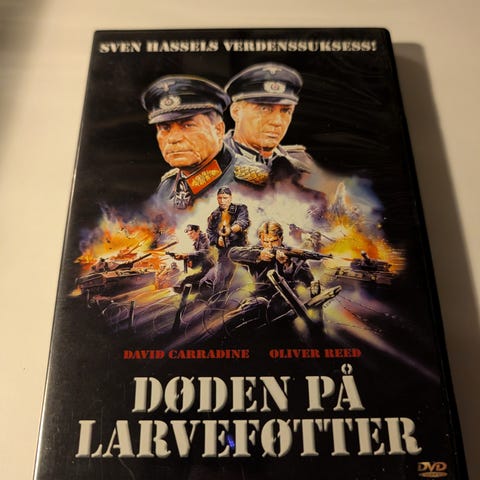 SVEN HASSELS VERDENSSUKSESS!
DAVID CARRADINE OLIVER REED
DØDEN PÅ
LARVEFØTTER
DVD